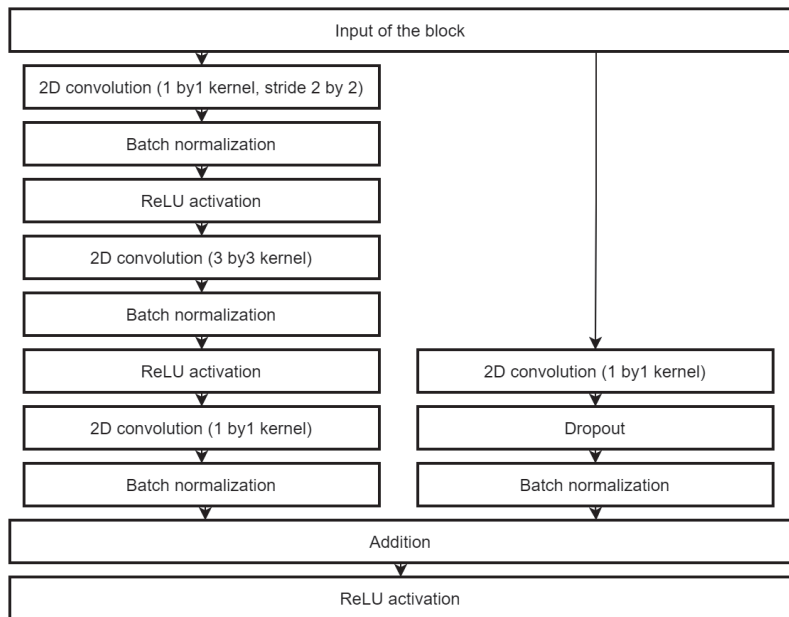 Input of the block
2D convolution (1 by1 kernel, stride 2 by 2)
Batch normalization
ReLU activation
2D convolution (3 by3 kernel)
Batch normalization
ReLU activation
2D convolution (1 by1 kernel)
Batch normalization
2D convolution (1 by1 kernel)
Dropout
Batch normalization
Addition
ReLU activation